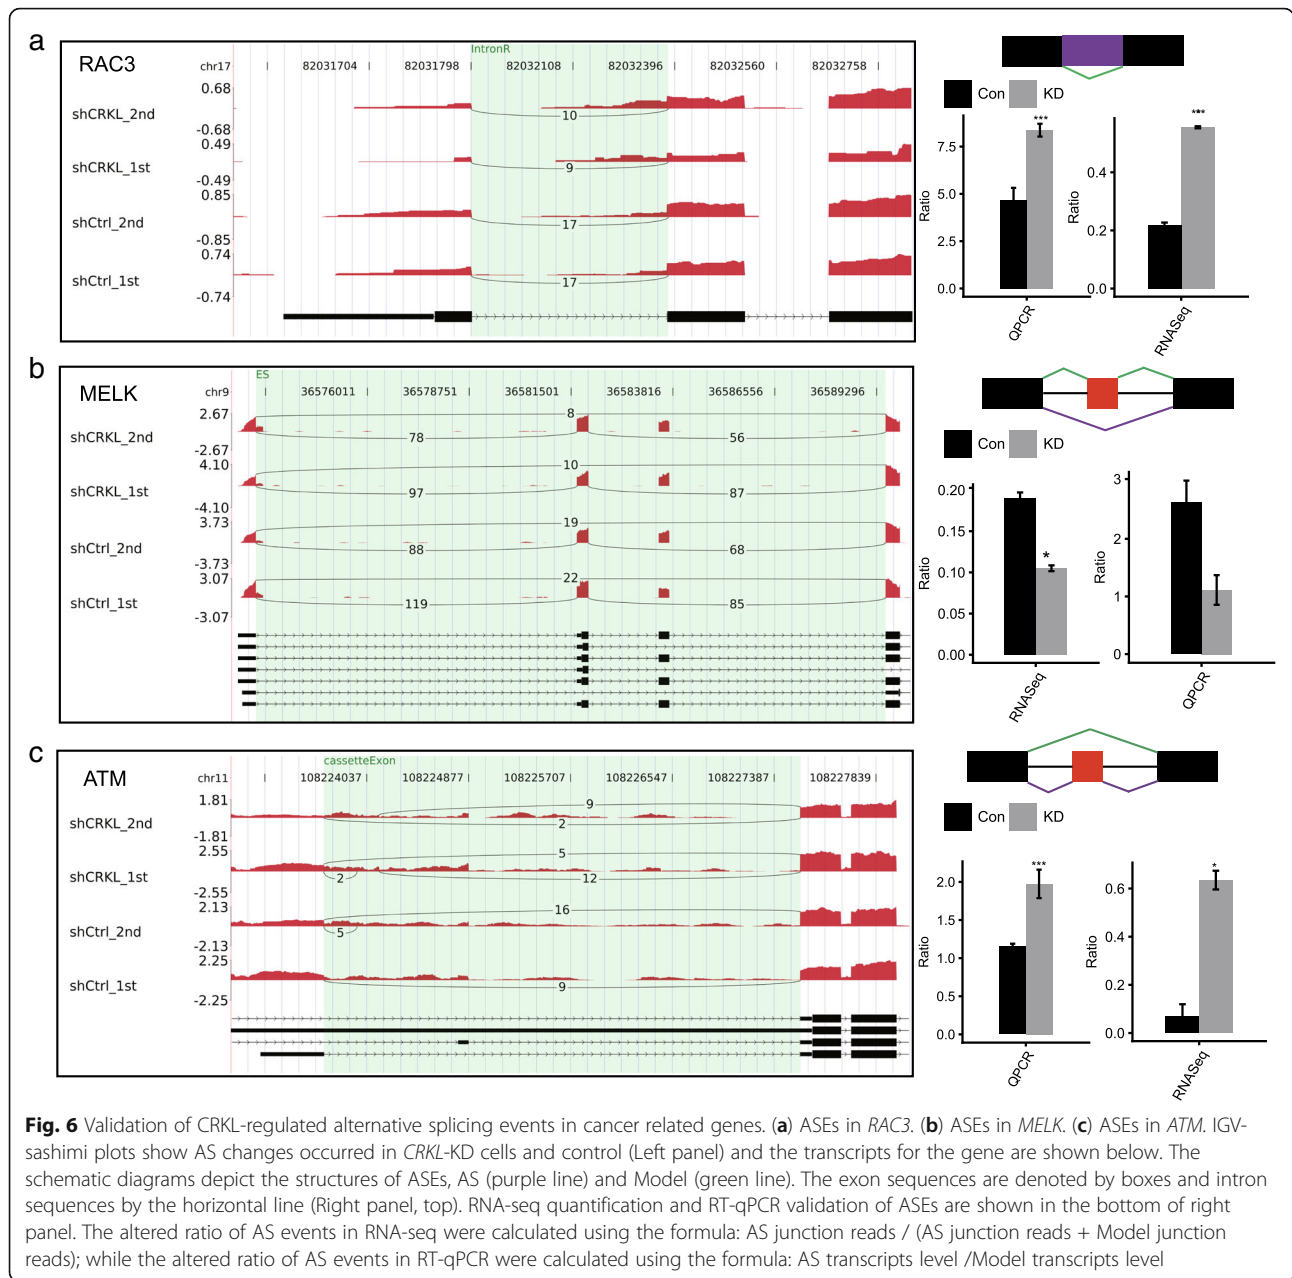 a
RAC3
IntronR
chr17 82031704 82031798 82032108 82032396 82032560 82032758
0.68
shCRKL_2nd
10
-0.68
0.49
shCRKL_1st
9
-0.49
0.85
shCtrl_2nd
17
-0.85
0.74
shCtrl_1st
17
-0.74
Con KD
***
7.5
5.0
2.5
0.0
Ratio
QPCR
***
0.4
0.2
0.0
Ratio
RNASeq
b
MELK
ES
chr9 36576011 36578751 36581501 36583816 36586556 36589296
2.67
8
shCRKL_2nd
78 56
-2.67
4.10
10
shCRKL_1st
97 87
-4.10
3.73
19
shCtrl_2nd
88 68
-3.73
3.07
22
shCtrl_1st
119 85
-3.07
Con KD
0.20
0.15
0.10
0.05
0.00
Ratio
*
RNASeq
3
2
1
0
Ratio
QPCR
c
ATM
cassetteExon
chr11 108224037 108224877 108225707 108226547 108227387 108227839
1.81
9
shCRKL_2nd
2
-1.81
2.55
5
shCRKL_1st
2 12
-2.55
2.13
16
shCtrl_2nd
5
-2.13
2.25
shCtrl_1st
9
-2.25
Con KD
***
2.0
1.5
1.0
0.5
0.0
Ratio
QPCR
*
0.6
0.4
0.2
0.0
Ratio
RNASeq
Fig. 6 Validation of CRKL-regulated alternative splicing events in cancer related genes. (a) ASEs in RAC3. (b) ASEs in MELK. (c) ASEs in ATM. IGV-
sashimi plots show AS changes occurred in CRKL-KD cells and control (Left panel) and the transcripts for the gene are shown below. The
schematic diagrams depict the structures of ASEs, AS (purple line) and Model (green line). The exon sequences are denoted by boxes and intron
sequences by the horizontal line (Right panel, top). RNA-seq quantification and RT-qPCR validation of ASEs are shown in the bottom of right
panel. The altered ratio of AS events in RNA-seq were calculated using the formula: AS junction reads / (AS junction reads + Model junction
reads); while the altered ratio of AS events in RT-qPCR were calculated using the formula: AS transcripts level /Model transcripts level